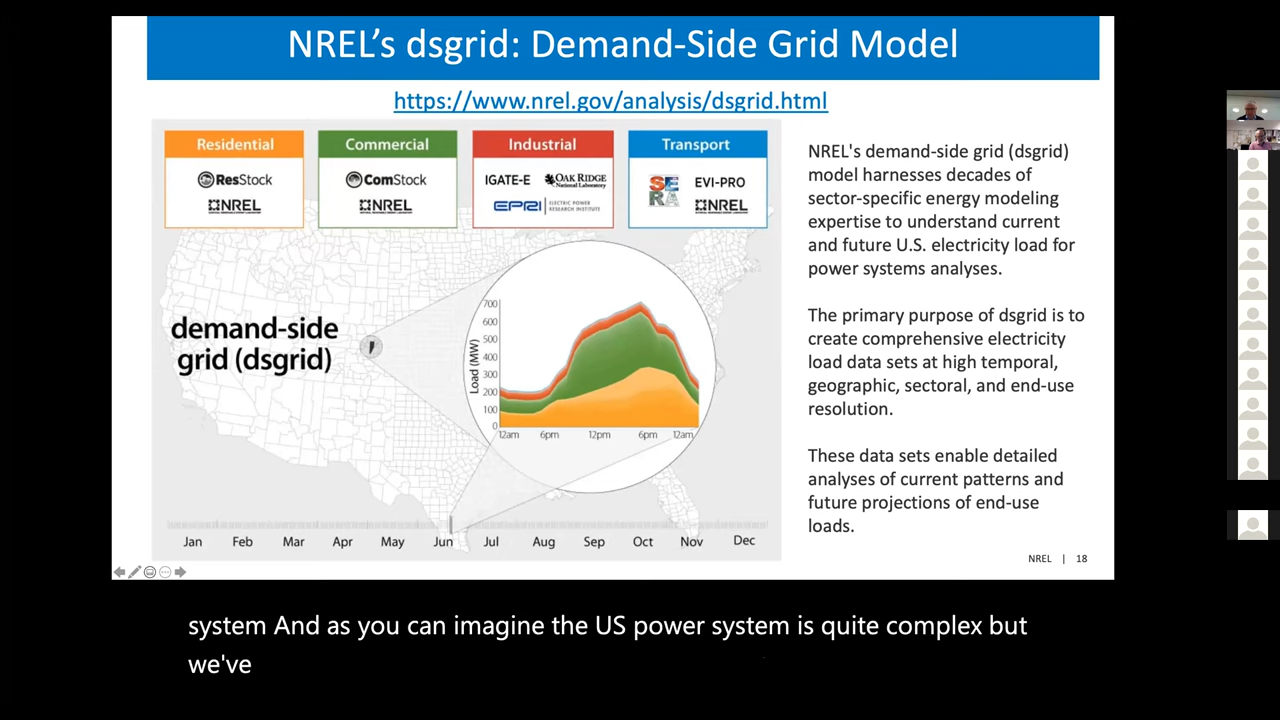 NREL's dsgrid: Demand-Side Grid Model
https://www.nrel.gov/analysis/dsgrid.html
Residential
ResStock
NREL
Commercial
ComStock
NREL
Industrial
IGATE-E
OAK RIDGE
National Laboratory
EPRI
ELECTRIC POWER
RESEARCH INSTITUTE
Transport
SERA
EVI-PRO
NREL
demand-side
grid (dsgrid)
Load (MW)
700
600
500
400
300
200
100
0
12am 6pm 12pm 6pm 12am
Jan Feb Mar Apr May Jun Jul Aug Sep Oct Nov Dec
NREL's demand-side grid (dsgrid)
model harnesses decades of
sector-specific energy modeling
expertise to understand current
and future U.S. electricity load for
power systems analyses.
The primary purpose of dsgrid is to
create comprehensive electricity
load data sets at high temporal,
geographic, sectoral, and end-use
resolution.
These data sets enable detailed
analyses of current patterns and
future projections of end-use
loads.
NREL | 18
system And as you can imagine the US power system is quite complex but
we've